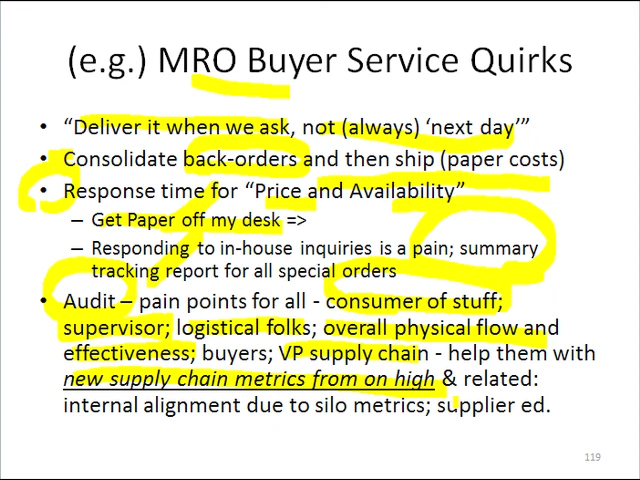 (e.g.) MRO Buyer Service Quirks
• “Deliver it when we ask, not (always) ‘next day’”
• Consolidate back-orders and then ship (paper costs)
• Response time for “Price and Availability”
– Get Paper off my desk =>
– Responding to in-house inquiries is a pain; summary
tracking report for all special orders
• Audit – pain points for all - consumer of stuff;
supervisor; logistical folks; overall physical flow and
effectiveness; buyers; VP supply chain - help them with
new supply chain metrics from on high & related:
internal alignment due to silo metrics; supplier ed.
119